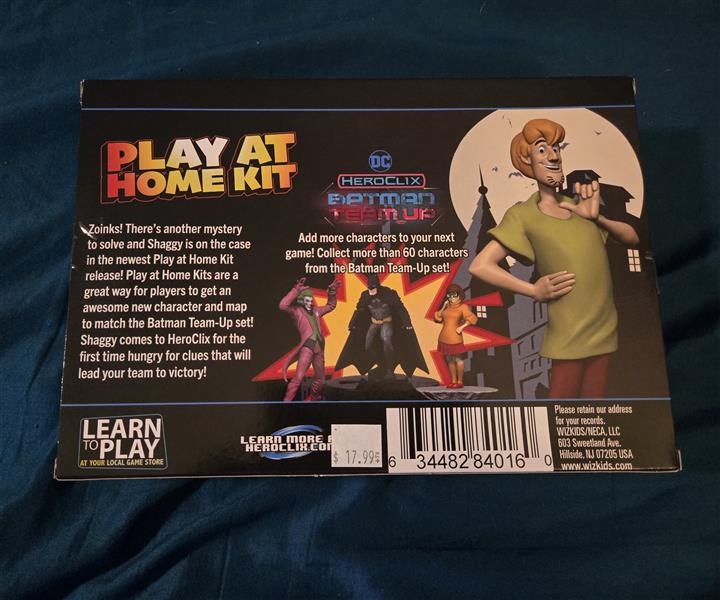 PLAY AT
HOME KIT
Zoinks! There's another mystery
to solve and Shaggy is on the case
in the newest Play at Home Kit
release! Play at Home Kits are a
great way for players to get an
awesome new character and map
to match the Batman Team-Up set!
Shaggy comes to HeroClix for the
first time hungry for clues that will
lead your team to victory!
DC
HEROCLIX
BATMAN
TEAM UP
Add more characters to your next
game! Collect more than 60 characters
from the Batman Team-Up set!
LEARN
TO PLAY
AT YOUR LOCAL GAME STORE
LEARN MORE
HEROCLIX.CO
$ 17.99
6 34482 84016 0
Please retain our address
for your records.
WIZKIDS/NECA, LLC
603 Sweetland Ave.
Hillside, NJ 07205 USA
www.wizkids.com